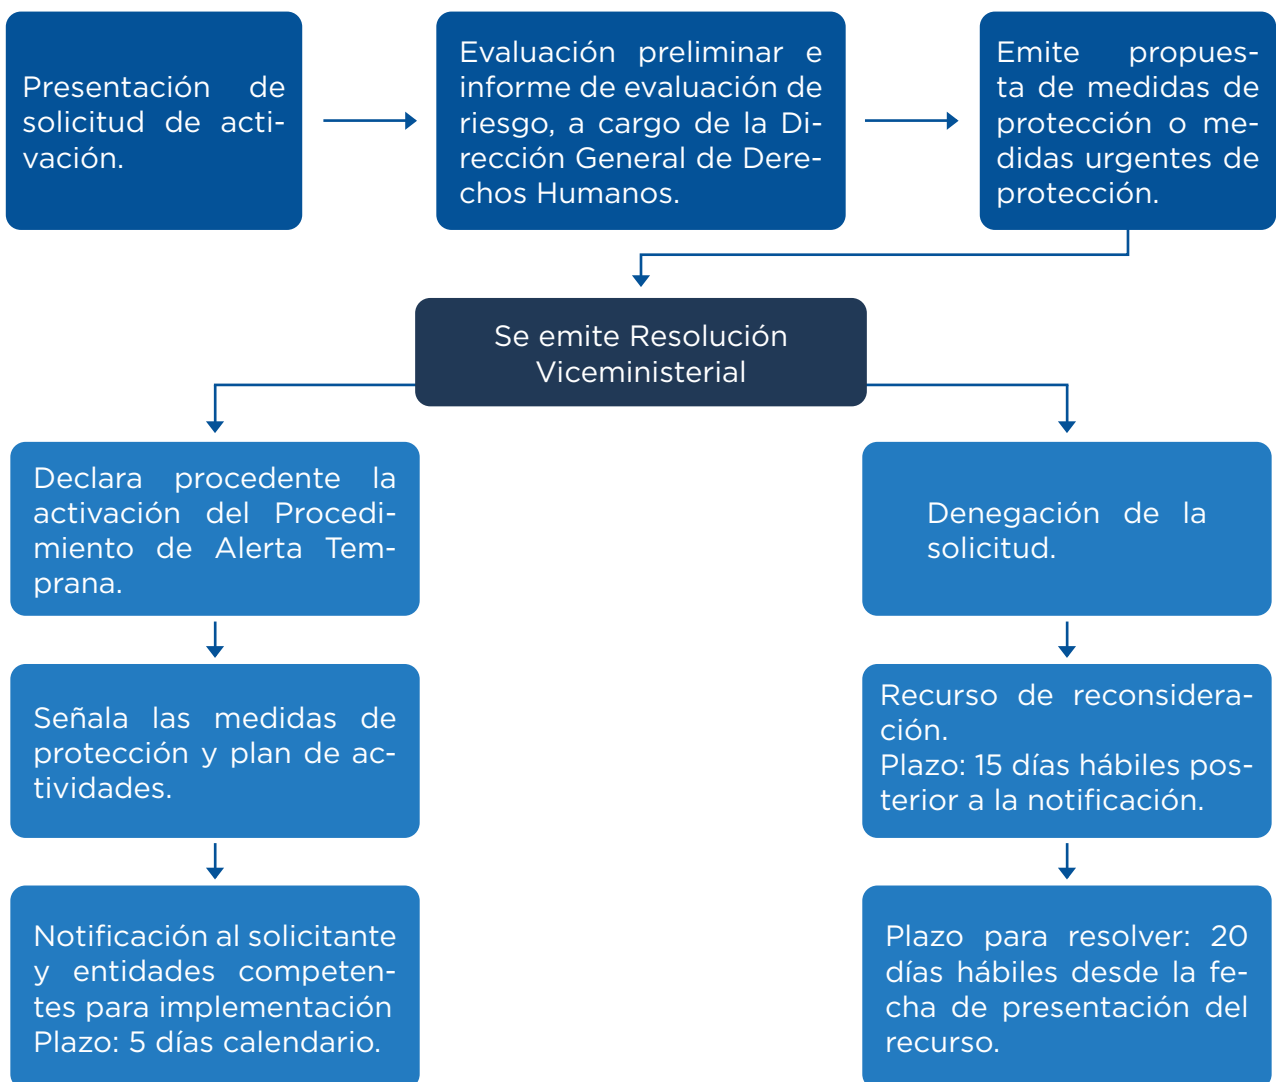 Presentación de
solicitud de acti-
vación.
Evaluación preliminar e
informe de evaluación de
riesgo, a cargo de la Di-
rección General de Dere-
chos Humanos.
Emite propues-
ta de medidas de
protección o me-
didas urgentes de
protección.
Se emite Resolución
Viceministerial
Declara procedente la
activación del Procedi-
miento de Alerta Tem-
prana.
Señala las medidas de
protección y plan de ac-
tividades.
Notificación al solicitante
y entidades competen-
tes para implementación
Plazo: 5 días calendario.
Denegación de la
solicitud.
Recurso de reconsidera-
ción.
Plazo: 15 días hábiles pos-
terior a la notificación.
Plazo para resolver: 20
días hábiles desde la fe-
cha de presentación del
recurso.